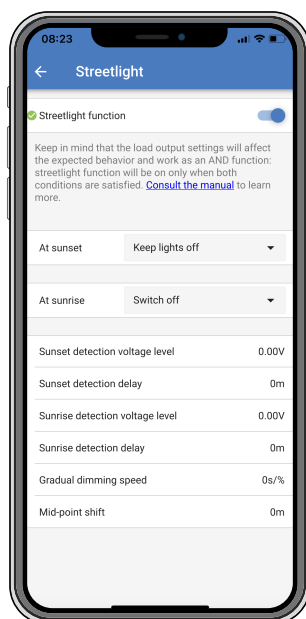 08:23
Streetlight
Streetlight function
Keep in mind that the load output settings will affect
the expected behavior and work as an AND function:
streetlight function will be on only when both
conditions are satisfied. Consult the manual to learn
more.
At sunset Keep lights off
At sunrise Switch off
Sunset detection voltage level 0.00V
Sunset detection delay 0m
Sunrise detection voltage level 0.00V
Sunrise detection delay 0m
Gradual dimming speed 0s/%
Mid-point shift 0m